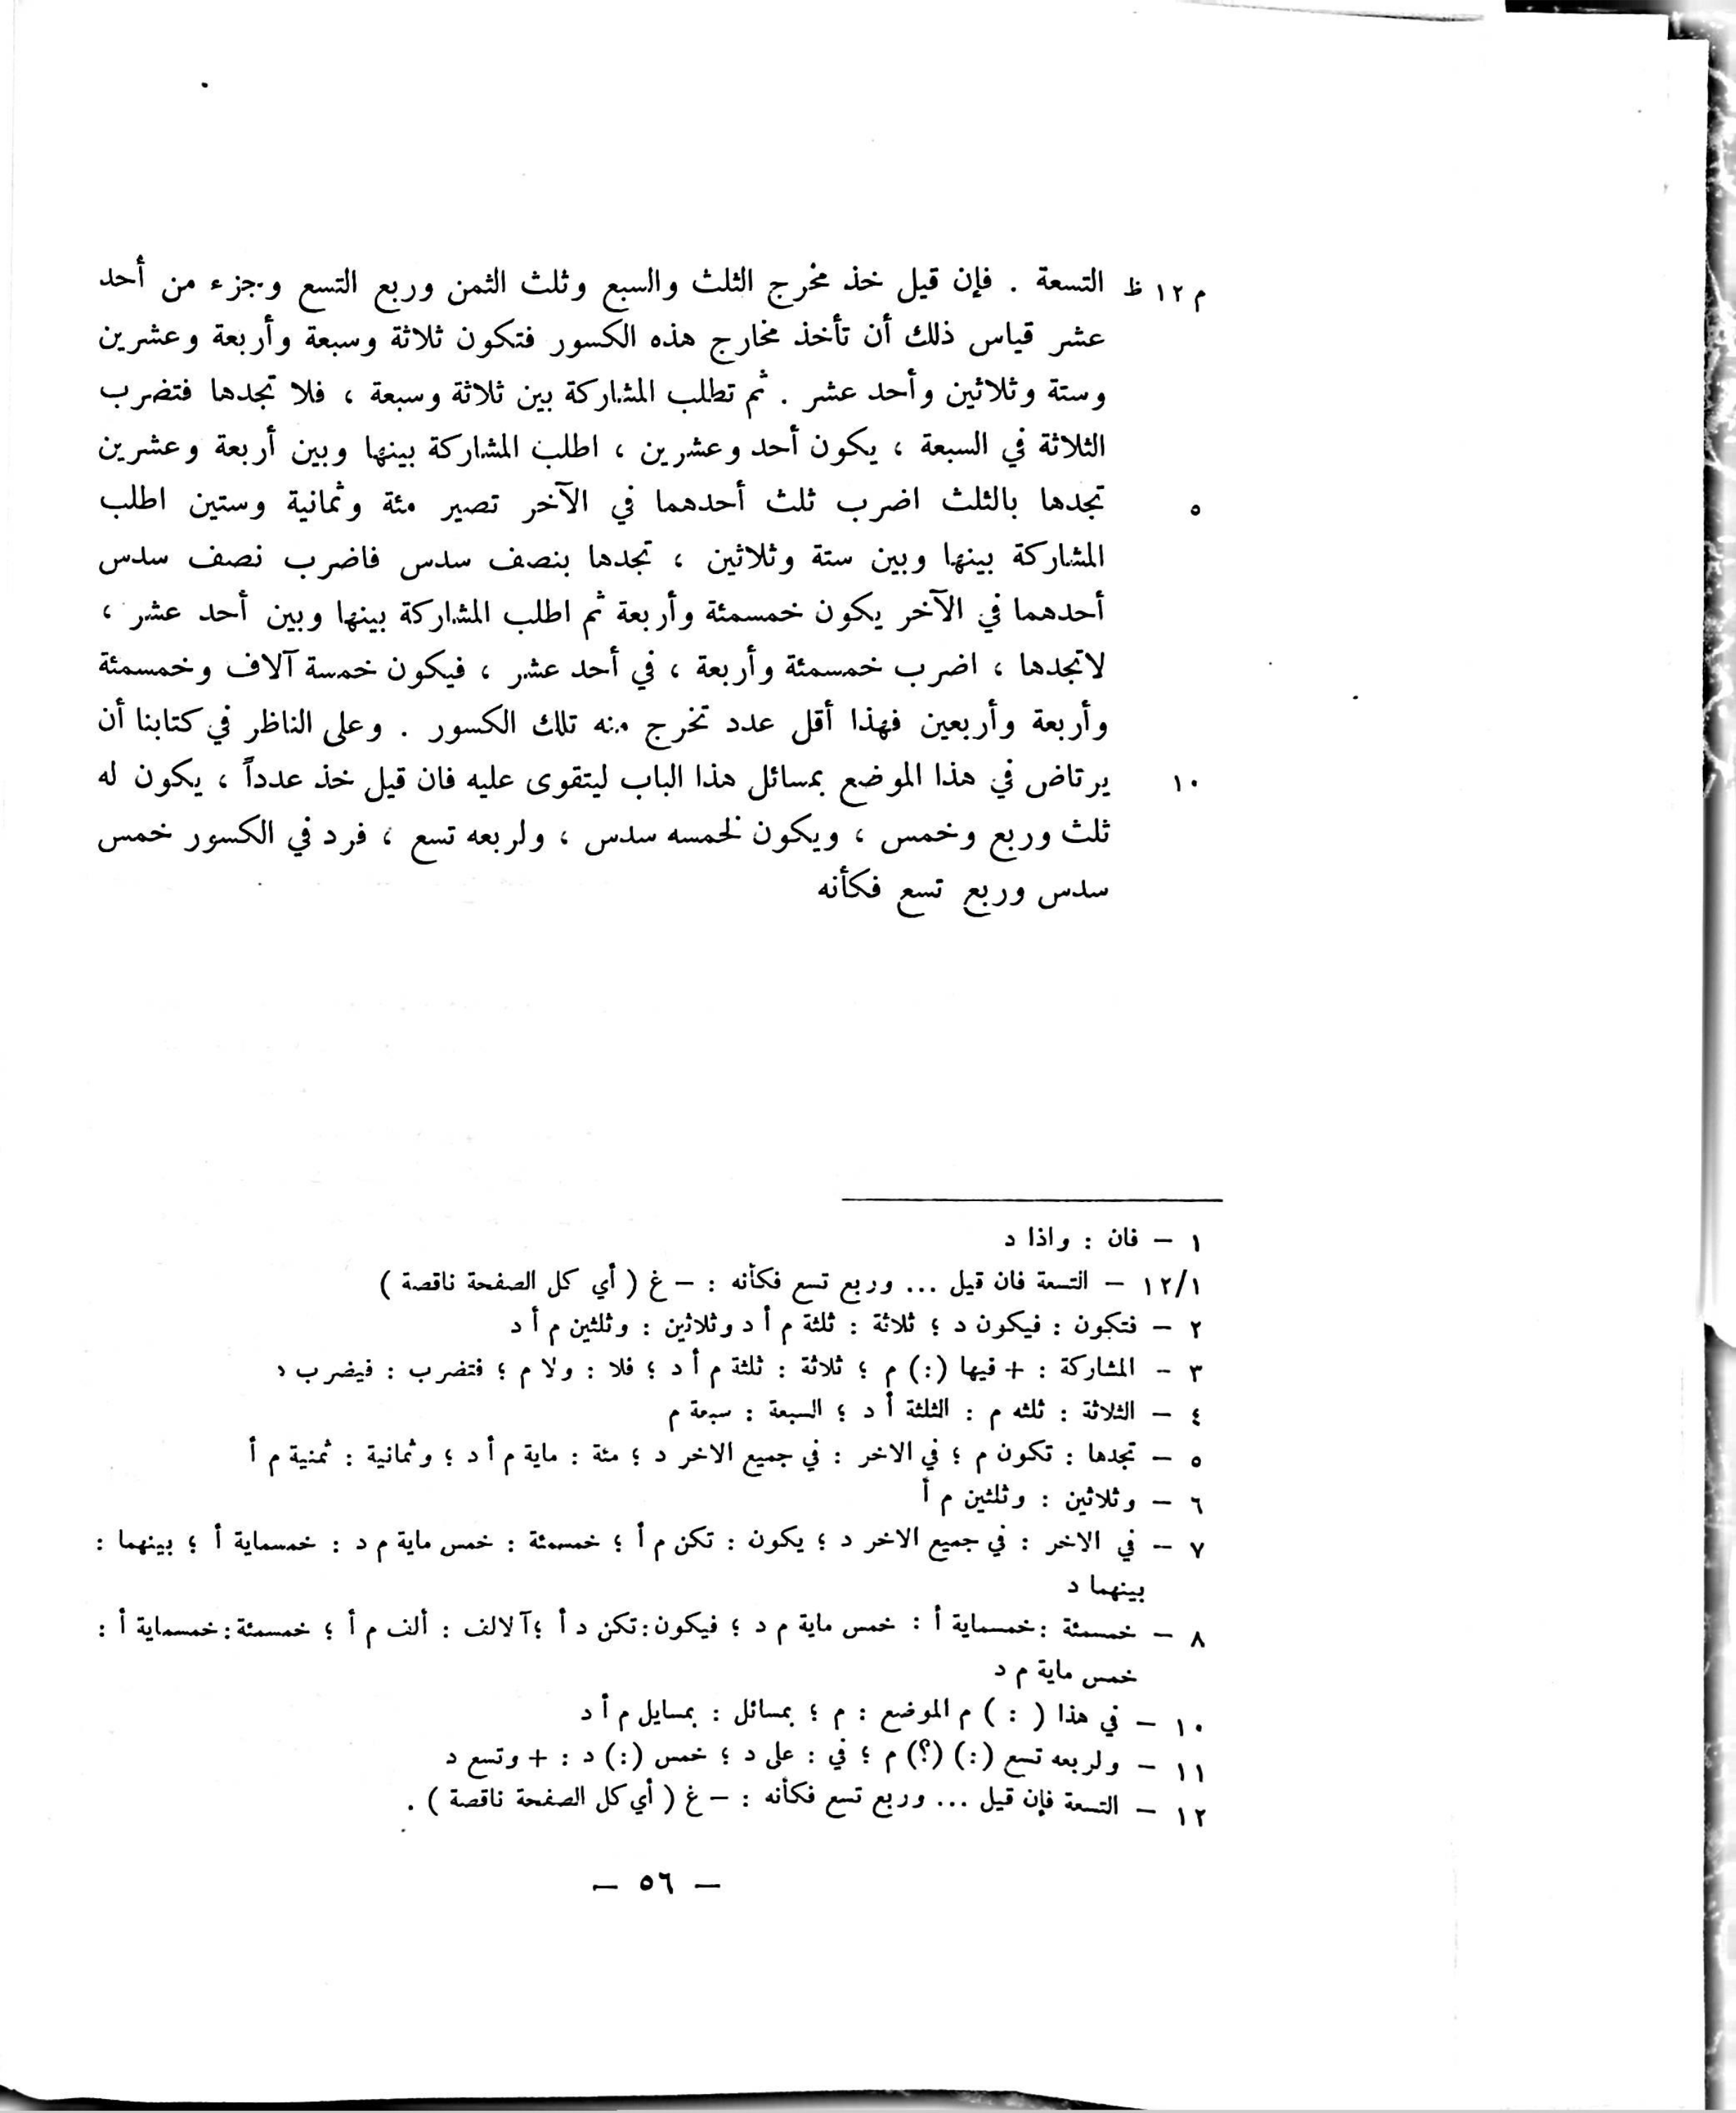 م ١٢ ظ التسعة . فإن قيل خذ مخرج الثلث والسبع وثلث الثمن وربع التسع وجزء من أحد
عشر قياس ذلك أن تأخذ مخارج هذه الكسور فتكون ثلاثة وسبعة وأربعة وعشرين
وستة وثلاثين وأحد عشر . ثم تطلب المشاركة بين ثلاثة وسبعة ، فلا تجدها فتضرب
الثلاثة في السبعة ، يكون أحد وعشرين ، اطلب المشاركة بينها وبين أربعة وعشرين
٥ تجدها بالثلث اضرب ثلث أحدهما في الآخر تصير مئة وثمانية وستين اطلب
المشاركة بينها وبين ستة وثلاثين ، تجدها بنصف سدس فاضرب نصف سدس
أحدهما في الآخر يكون خمسمئة وأربعة ثم اطلب المشاركة بينها وبين أحد عشر ،
لاتجدها ، اضرب خمسمئة وأربعة ، في أحد عشر ، فيكون خمسة آلاف وخمسمئة
وأربعة وأربعين فهذا أقل عدد تخرج منه تلك الكسور . وعلى الناظر في كتابنا أن
١٠ يرتاض في هذا الموضع بمسائل هذا الباب ليتقوى عليه فان قيل خذ عدداً ، يكون له
ثلث وربع وخمس ، ويكون لخمسه سدس ، ولربعه تسع ، فرد في الكسور خمس
سدس وربع تسع فكأنه
١ – فان : واذا د
١٢/١ – التسعة فان قيل ... وربع تسع فكأنه : – غ ( أي كل الصفحة ناقصة )
٢ – فتكون : فيكون د ؛ ثلاثة : ثلثة م أ د وثلاثين : وثلثين م أ د
٣ – المشاركة : + فيها (:) م ؛ ثلاثة : ثلثة م أ د ؛ فلا : ولا م ؛ فتضرب : فيضرب د
٤ – الثلاثة : ثلثه م : الثلثة أ د ؛ السبعة : سبعة م
٥ – تجدها : تكون م ؛ في الاخر : في جميع الاخر د ؛ مئة : ماية م أ د ؛ وثمانية : ثمنية م أ
٦ – وثلاثين : وثلثين م أ
٧ – في الاخر : في جميع الاخر د ؛ يكون : تكن م أ ؛ خمسمئة : خمس ماية م د : خمسماية أ ؛ بينهما :
بينهما د
٨ – خمسمئة : خمسماية أ : خمس ماية م د ؛ فيكون : تكن د أ ؛ آلالف : ألف م أ ؛ خمسمئة : خمسماية أ :
خمس ماية م د
١٠ – في هذا ( : ) م الموضع : م ؛ بمسائل : بمسايل م أ د
١١ – ولربعه تسع (:) (؟) م ؛ في : على د ؛ خمس (:) د : + وتسع د
١٢ – التسعة فإن قيل ... وربع تسع فكأنه : – غ ( أي كل الصفحة ناقصة ) .
– ٥٦ –